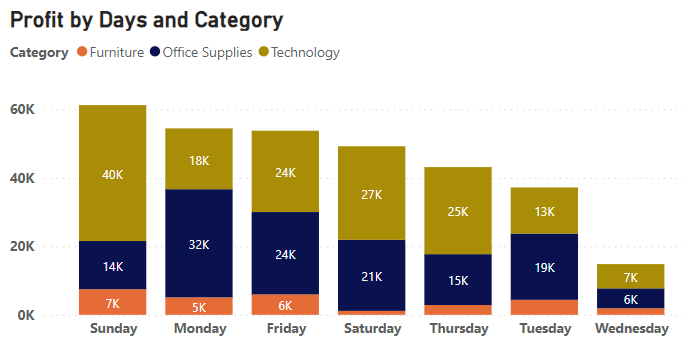 Profit by Days and Category
Category Furniture Office Supplies Technology
60K
40K
20K
0K
40K
14K
7K
18K
32K
5K
24K
24K
6K
27K
21K
25K
15K
13K
19K
7K
6K
Sunday Monday Friday Saturday Thursday Tuesday Wednesday